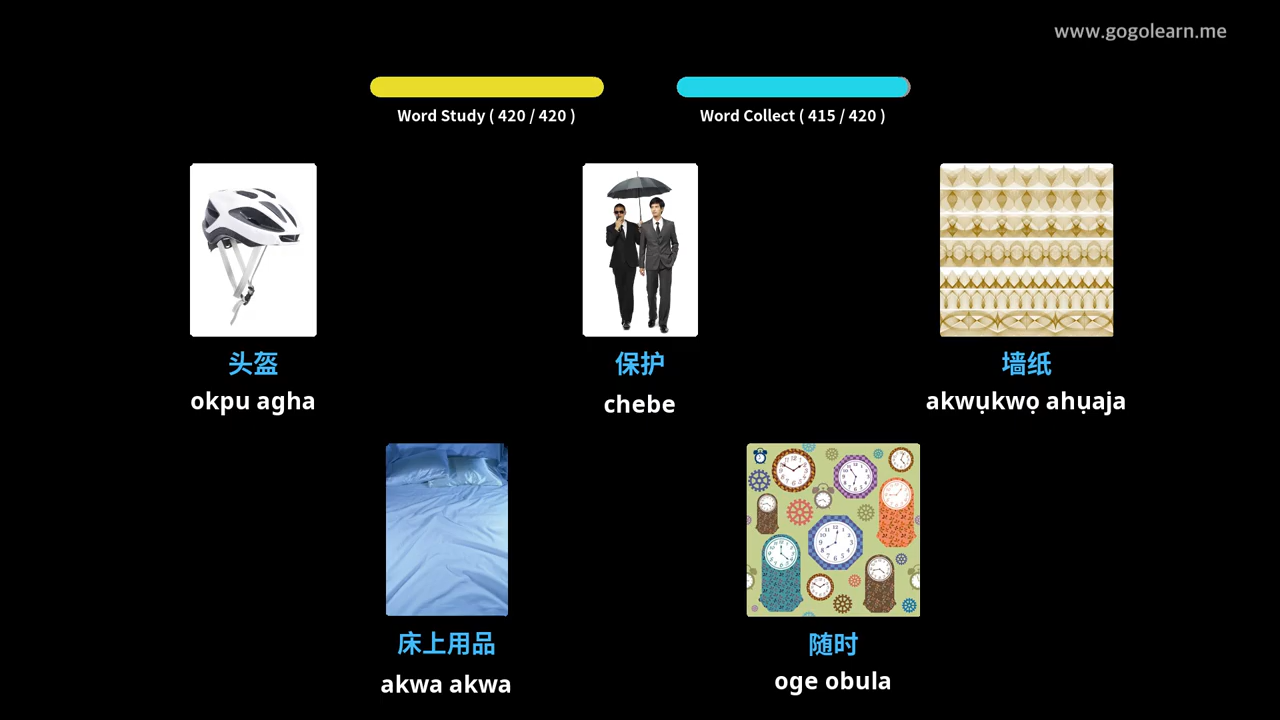 www.gogolearn.me
Word Study ( 420 / 420 )
Word Collect ( 415 / 420 )
头盔
okpu agha
保护
chebe
墙纸
akwụkwọ ahụaja
床上用品
akwa akwa
随时
oge obula